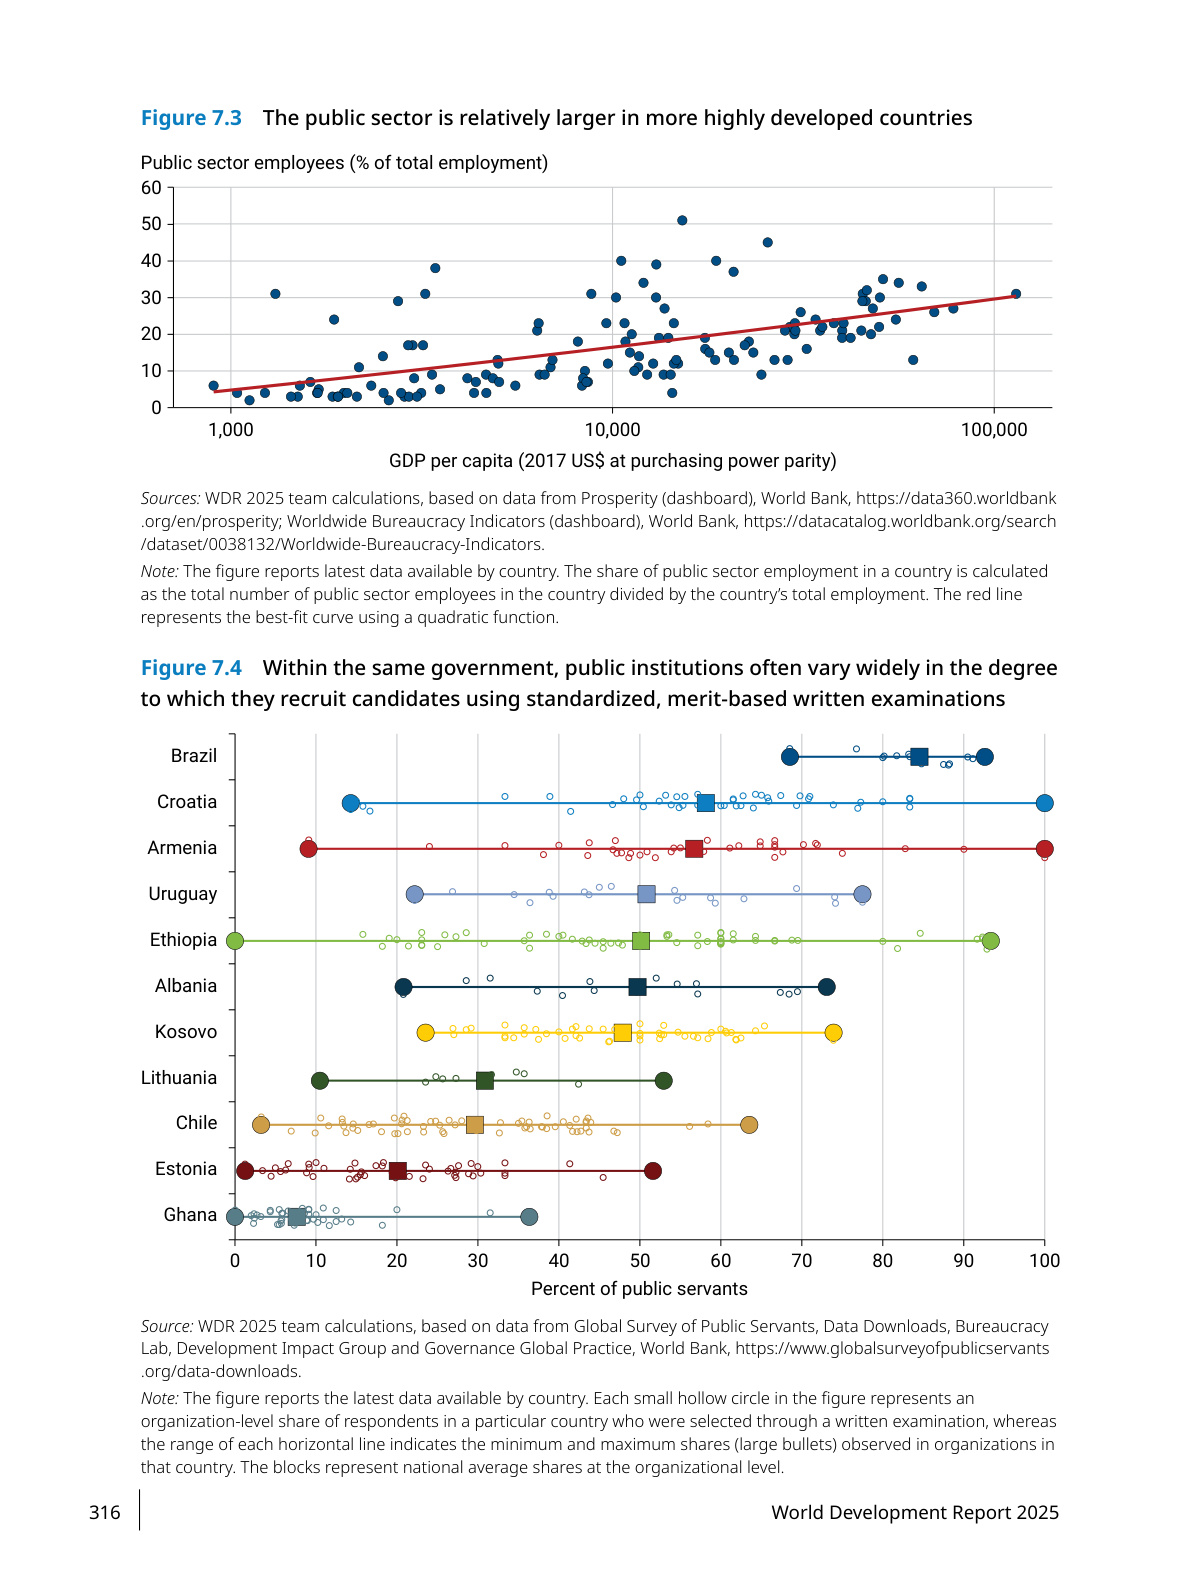 Figure 7.3 The public sector is relatively larger in more highly developed countries
Public sector employees (% of total employment)
60
50
40
30
20
10
0
1,000 10,000 100,000
GDP per capita (2017 US$ at purchasing power parity)
Sources: WDR 2025 team calculations, based on data from Prosperity (dashboard), World Bank, https://data360.worldbank
.org/en/prosperity; Worldwide Bureaucracy Indicators (dashboard), World Bank, https://datacatalog.worldbank.org/search
/dataset/0038132/Worldwide-Bureaucracy-Indicators.
Note: The figure reports latest data available by country. The share of public sector employment in a country is calculated
as the total number of public sector employees in the country divided by the country’s total employment. The red line
represents the best-fit curve using a quadratic function.
Figure 7.4 Within the same government, public institutions often vary widely in the degree
to which they recruit candidates using standardized, merit-based written examinations
Brazil
Croatia
Armenia
Uruguay
Ethiopia
Albania
Kosovo
Lithuania
Chile
Estonia
Ghana
0 10 20 30 40 50 60 70 80 90 100
Percent of public servants
Source: WDR 2025 team calculations, based on data from Global Survey of Public Servants, Data Downloads, Bureaucracy
Lab, Development Impact Group and Governance Global Practice, World Bank, https://www.globalsurveyofpublicservants
.org/data-downloads.
Note: The figure reports the latest data available by country. Each small hollow circle in the figure represents an
organization-level share of respondents in a particular country who were selected through a written examination, whereas
the range of each horizontal line indicates the minimum and maximum shares (large bullets) observed in organizations in
that country. The blocks represent national average shares at the organizational level.
316 World Development Report 2025